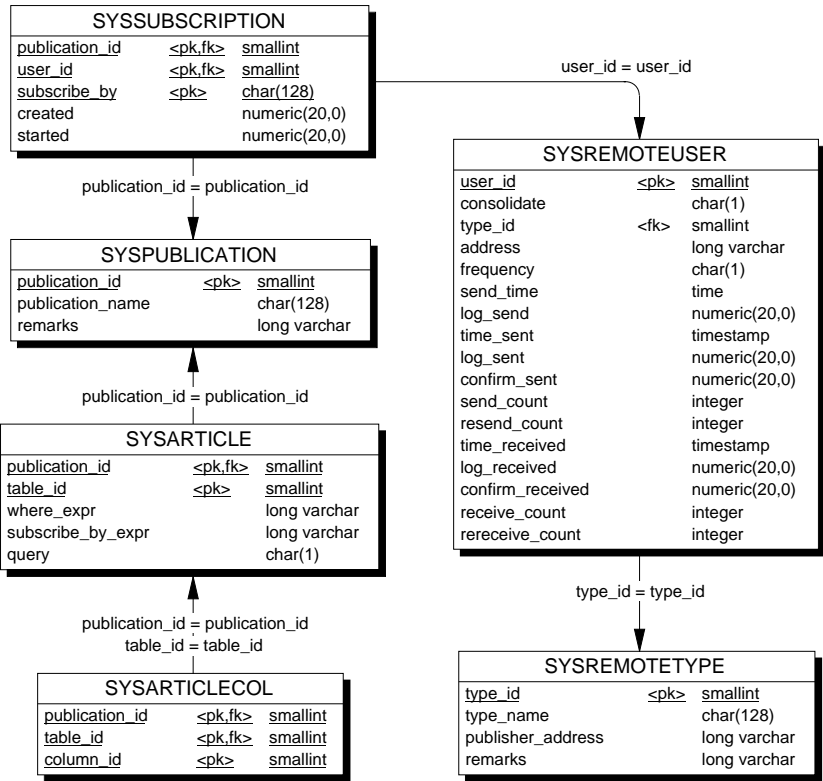 SYSSUBSCRIPTION
publication_id <pk,fk> smallint
user_id <pk,fk> smallint
subscribe_by <pk> char(128)
created numeric(20,0)
started numeric(20,0)
user_id = user_id
publication_id = publication_id
SYSPUBLICATION
publication_id <pk> smallint
publication_name char(128)
remarks long varchar
publication_id = publication_id
SYSARTICLE
publication_id <pk,fk> smallint
table_id <pk> smallint
where_expr long varchar
subscribe_by_expr long varchar
query char(1)
publication_id = publication_id
table_id = table_id
SYSARTICLECOL
publication_id <pk,fk> smallint
table_id <pk,fk> smallint
column_id <pk> smallint
SYSREMOTEUSER
user_id <pk> smallint
consolidate char(1)
type_id <fk> smallint
address long varchar
frequency char(1)
send_time time
log_send numeric(20,0)
time_sent timestamp
log_sent numeric(20,0)
confirm_sent numeric(20,0)
send_count integer
resend_count integer
time_received timestamp
log_received numeric(20,0)
confirm_received numeric(20,0)
receive_count integer
rereceive_count integer
type_id = type_id
SYSREMOTETYPE
type_id <pk> smallint
type_name char(128)
publisher_address long varchar
remarks long varchar